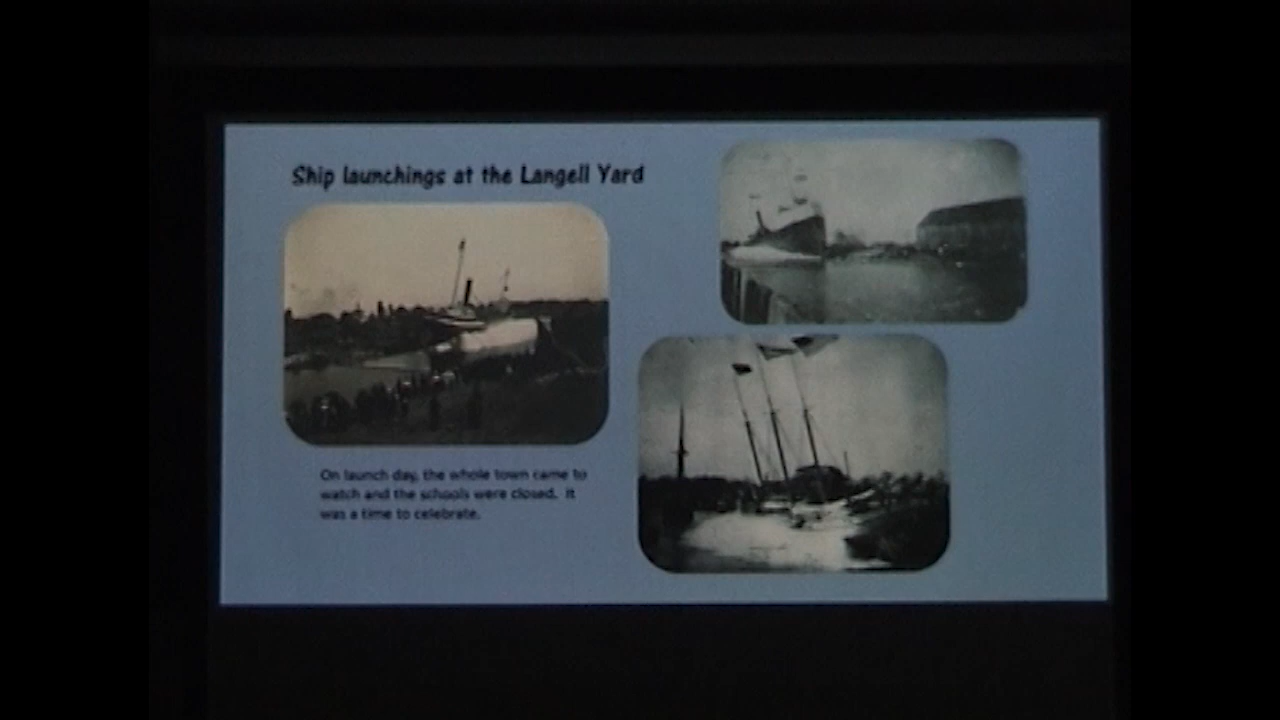 Ship launchings at the Langell Yard
On launch day, the whole town came to
watch and the schools were closed.  It
was a time to celebrate.